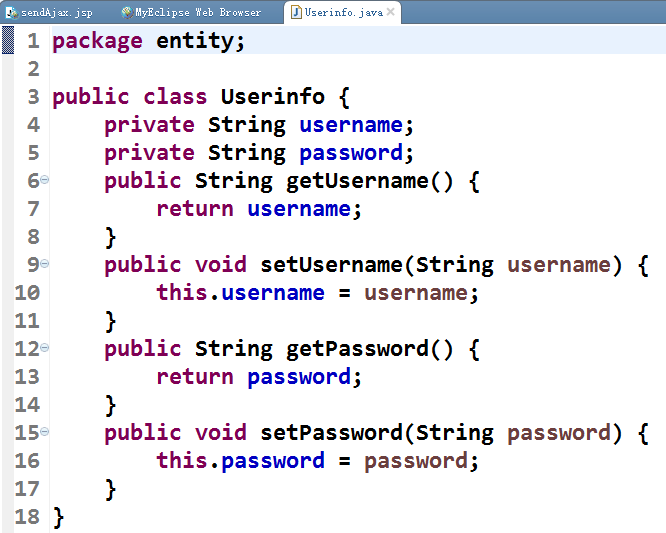 sendAjax.jsp MyEclipse Web Browser Userinfo.java
1 package entity;
2
3 public class Userinfo {
4     private String username;
5     private String password;
6     public String getUsername() {
7         return username;
8     }
9     public void setUsername(String username) {
10         this.username = username;
11     }
12     public String getPassword() {
13         return password;
14     }
15     public void setPassword(String password) {
16         this.password = password;
17     }
18 }